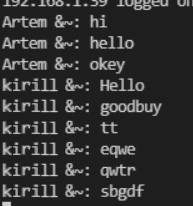 192.168.1.39 logged on
Artem &~: hi
Artem &~: hello
Artem &~: okey
kirill &~: Hello
kirill &~: goodbuy
kirill &~: tt
kirill &~: eqwe
kirill &~: qwtr
kirill &~: sbgdf